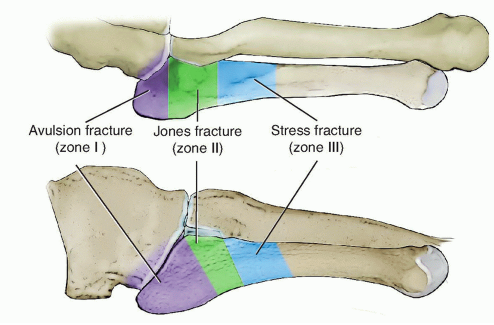 Avulsion fracture
(zone I )
Jones fracture
(zone II)
Stress fracture
(zone III)